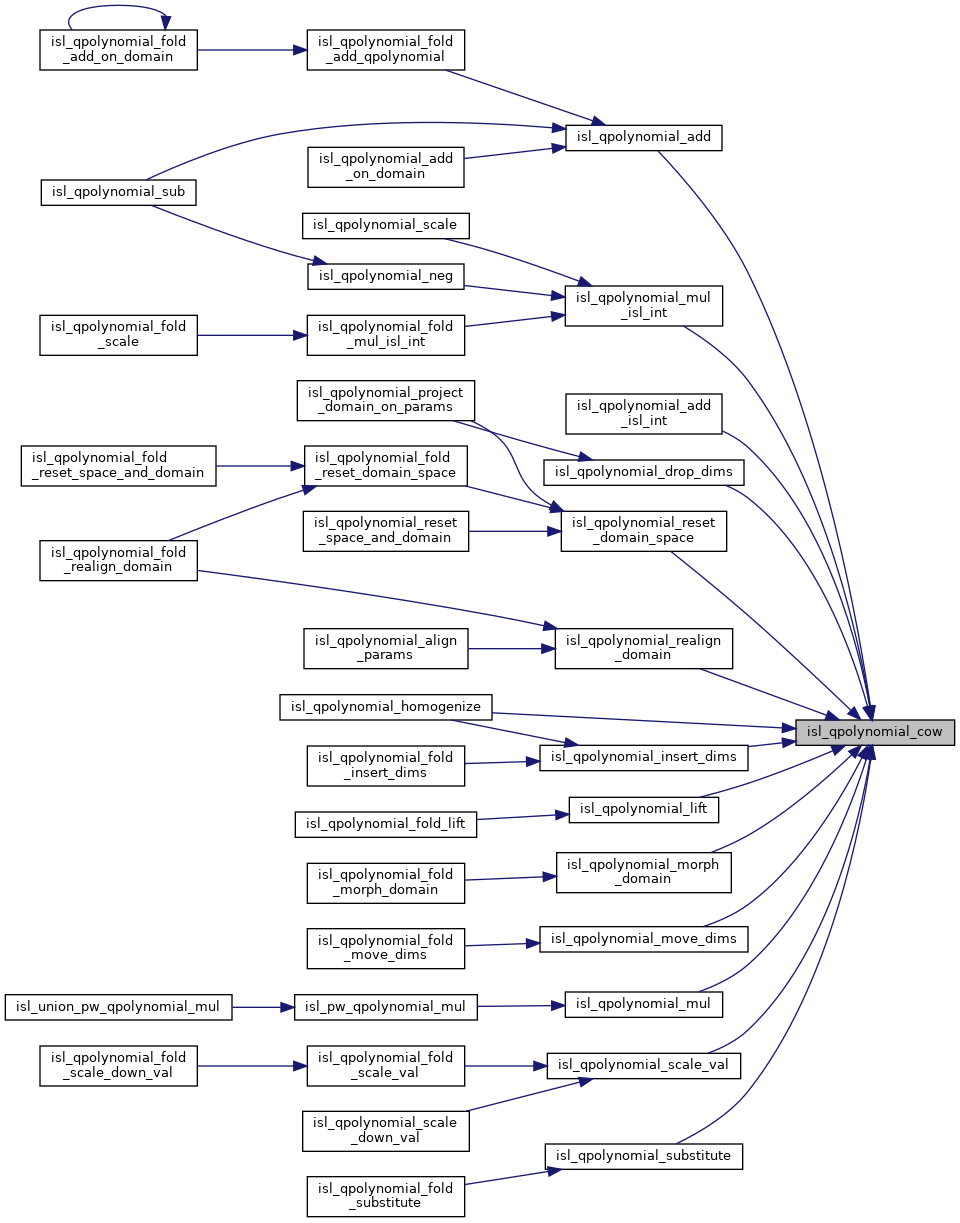 isl_qpolynomial_fold
_add_on_domain
isl_qpolynomial_fold
_add_qpolynomial
isl_qpolynomial_add
isl_qpolynomial_add
_on_domain
isl_qpolynomial_sub
isl_qpolynomial_scale
isl_qpolynomial_neg
isl_qpolynomial_mul
_isl_int
isl_qpolynomial_fold
_scale
isl_qpolynomial_fold
_mul_isl_int
isl_qpolynomial_project
_domain_on_params
isl_qpolynomial_add
_isl_int
isl_qpolynomial_fold
_reset_space_and_domain
isl_qpolynomial_fold
_reset_domain_space
isl_qpolynomial_drop_dims
isl_qpolynomial_reset
_space_and_domain
isl_qpolynomial_reset
_domain_space
isl_qpolynomial_fold
_realign_domain
isl_qpolynomial_align
_params
isl_qpolynomial_realign
_domain
isl_qpolynomial_homogenize
isl_qpolynomial_cow
isl_qpolynomial_fold
_insert_dims
isl_qpolynomial_insert_dims
isl_qpolynomial_fold_lift
isl_qpolynomial_lift
isl_qpolynomial_fold
_morph_domain
isl_qpolynomial_morph
_domain
isl_qpolynomial_fold
_move_dims
isl_qpolynomial_move_dims
isl_union_pw_qpolynomial_mul
isl_pw_qpolynomial_mul
isl_qpolynomial_mul
isl_qpolynomial_fold
_scale_down_val
isl_qpolynomial_fold
_scale_val
isl_qpolynomial_scale_val
isl_qpolynomial_scale
_down_val
isl_qpolynomial_substitute
isl_qpolynomial_fold
_substitute